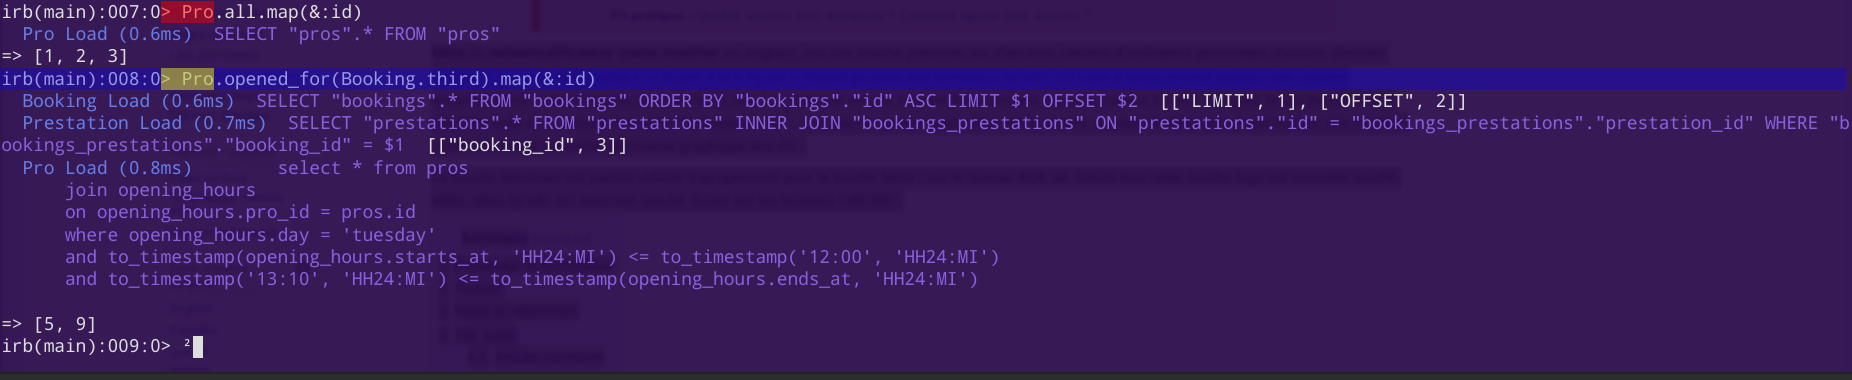 irb(main):007:0> Pro.all.map(&:id)
  Pro Load (0.6ms)  SELECT "pros".* FROM "pros"
=> [1, 2, 3]
irb(main):008:0> Pro.opened_for(Booking.third).map(&:id)
  Booking Load (0.6ms)  SELECT "bookings".* FROM "bookings" ORDER BY "bookings"."id" ASC LIMIT $1 OFFSET $2  [["LIMIT", 1], ["OFFSET", 2]]
  Prestation Load (0.7ms)  SELECT "prestations".* FROM "prestations" INNER JOIN "bookings_prestations" ON "prestations"."id" = "bookings_prestations"."prestation_id" WHERE "b
ookings_prestations"."booking_id" = $1  [["booking_id", 3]]
  Pro Load (0.8ms)        select * from pros
      join opening_hours
      on opening_hours.pro_id = pros.id
      where opening_hours.day = 'tuesday'
      and to_timestamp(opening_hours.starts_at, 'HH24:MI') <= to_timestamp('12:00', 'HH24:MI')
      and to_timestamp('13:10', 'HH24:MI') <= to_timestamp(opening_hours.ends_at, 'HH24:MI')
=> [5, 9]
irb(main):009:0> ²